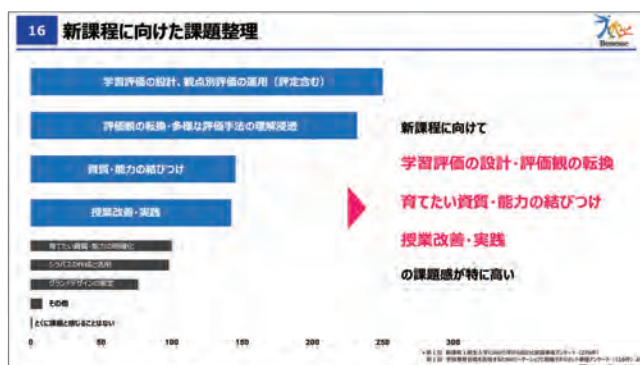 16 新課程に向けた課題整理
Benesse
学習評価の設計、観点別評価の運用（評定含む）
評価観の転換・多様な評価手法の理解浸透
資質・能力の結びつけ
授業改善・実践
育てたい資質・能力の明確化
シラバスの作成と活用
グランドデザインの策定
その他
とくに課題と感じることはない
0 50 100 150 200 250 300
新課程に向けて
学習評価の設計・評価観の転換
育てたい資質・能力の結びつけ
授業改善・実践
の課題感が特に高い